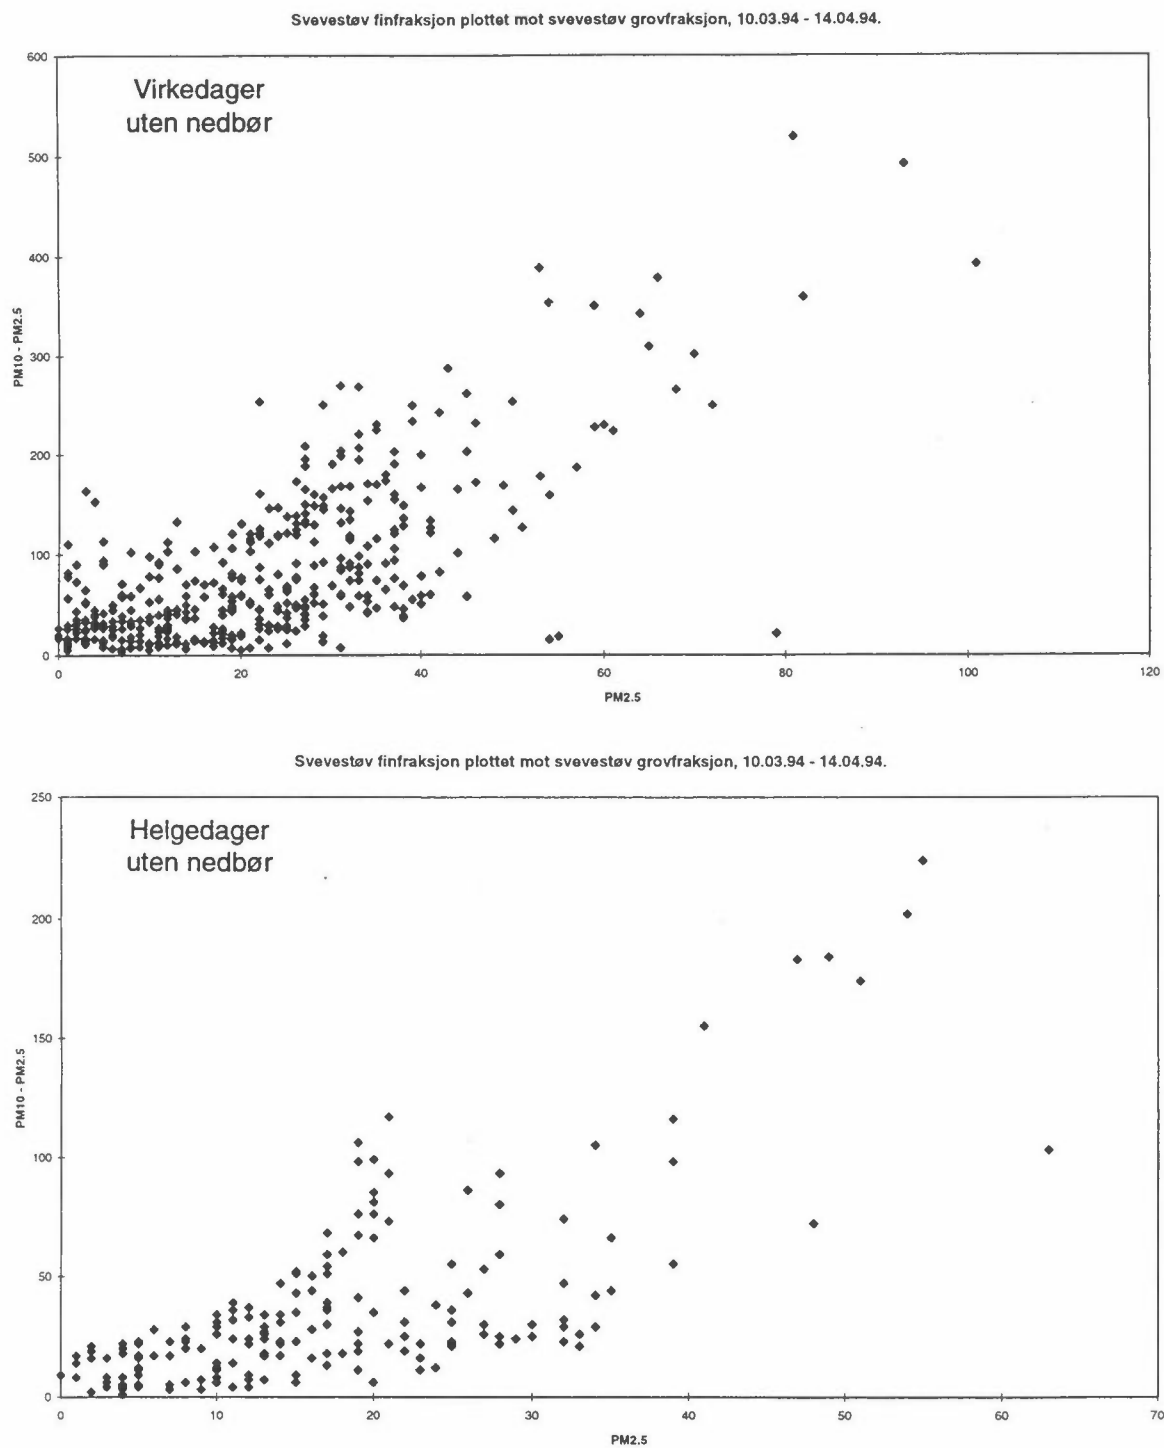 Svevestøv finfraksjon plottet mot svevestøv grovfraksjon, 10.03.94 - 14.04.94.
600
Virkedager
uten nedbør
500
400
PM10 - PM2.5
300
200
100
0
0 20 40 60 80 100 120
PM2.5
Svevestøv finfraksjon plottet mot svevestøv grovfraksjon, 10.03.94 - 14.04.94.
250
Helgedager
uten nedbør
200
150
PM10 - PM2.5
100
50
0
0 10 20 30 40 50 60 70
PM2.5